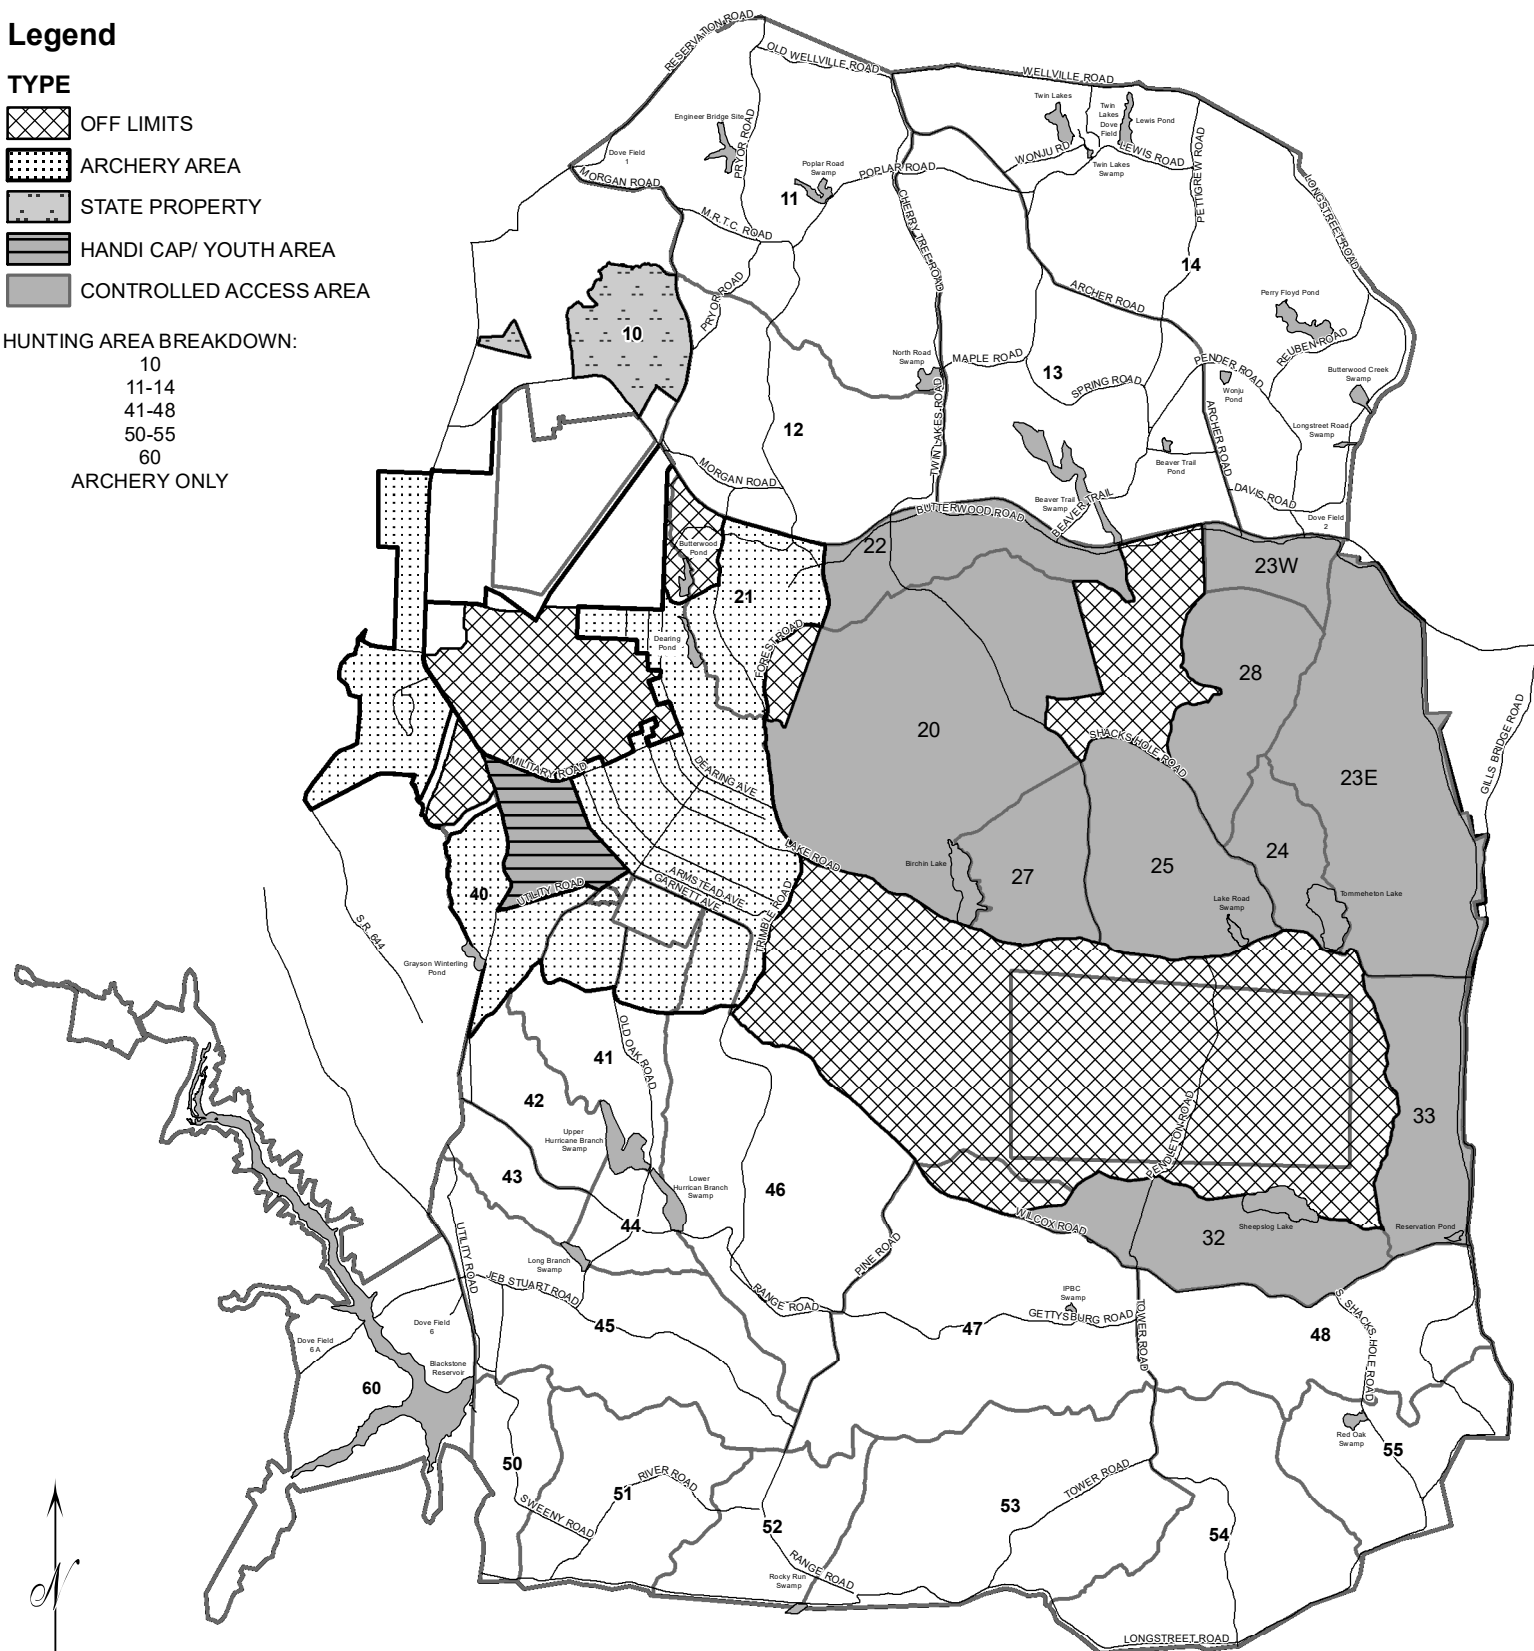 Legend
TYPE
OFF LIMITS
ARCHERY AREA
STATE PROPERTY
HANDI CAP/ YOUTH AREA
CONTROLLED ACCESS AREA
HUNTING AREA BREAKDOWN:
10
11-14
41-48
50-55
60
ARCHERY ONLY
RESERVATION ROAD
OLD WELLVILLE ROAD
WELLVILLE ROAD
Twin Lakes
Twin
Lakes
Dove
Field
Lewis Pond
Engineer Bridge Site
PRYOR ROAD
Dove Field
1
MORGAN ROAD
Poplar Road
Swamp
POPLAR ROAD
WONJU RD
LEWIS ROAD
Twin Lakes
Swamp
PETTIGREW ROAD
LONGSTREET ROAD
11
M.R.T.C. ROAD
CHERRY TREE ROAD
14
PRYOR ROAD
ARCHER ROAD
Perry Floyd Pond
10
REUBEN ROAD
North Road
Swamp
MAPLE ROAD
13
SPRING ROAD
PENDER ROAD
Wonju
Pond
Butterwood Creek
Swamp
TWIN LAKES ROAD
ARCHER ROAD
12
Longstreet Road
Swamp
MORGAN ROAD
Beaver Trail
Pond
Beaver Trail
Swamp
BEAVER TRAIL
DAVIS ROAD
Dove Field
2
BUTTERWOOD ROAD
22
Butterwood
Pond
23W
21
Dearing
Pond
FOREST ROAD
28
20
SHACKS HOLE ROAD
GILLS BRIDGE ROAD
MILITARY ROAD
DEARING AVE
23E
LAKE ROAD
24
Birchin Lake
27
25
40
UTILITY ROAD
ARMSTEAD AVE
GARNETT AVE
TRIMBLE ROAD
Lake Road
Swamp
Tommeheton Lake
S.R. 644
Grayson Winterling
Pond
41
OLD OAK ROAD
42
33
PENDLETON ROAD
Upper
Hurricane Branch
Swamp
43
Lower
Hurrican Branch
Swamp
46
44
WILCOX ROAD
32
Sheepslog Lake
Reservation Pond
UTILITY ROAD
Long Branch
Swamp
PINE ROAD
JEB STUART ROAD
RANGE ROAD
IPBC
Swamp
GETTYSBURG ROAD
TOWER ROAD
S. SHACKS HOLE ROAD
45
47
48
Dove Field
6
Dove Field
6 A
Blackstone
Reservoir
60
Red Oak
Swamp
55
50
51
RIVER ROAD
SWEENY ROAD
52
53
TOWER ROAD
54
RANGE ROAD
Rocky Run
Swamp
LONGSTREET ROAD
N